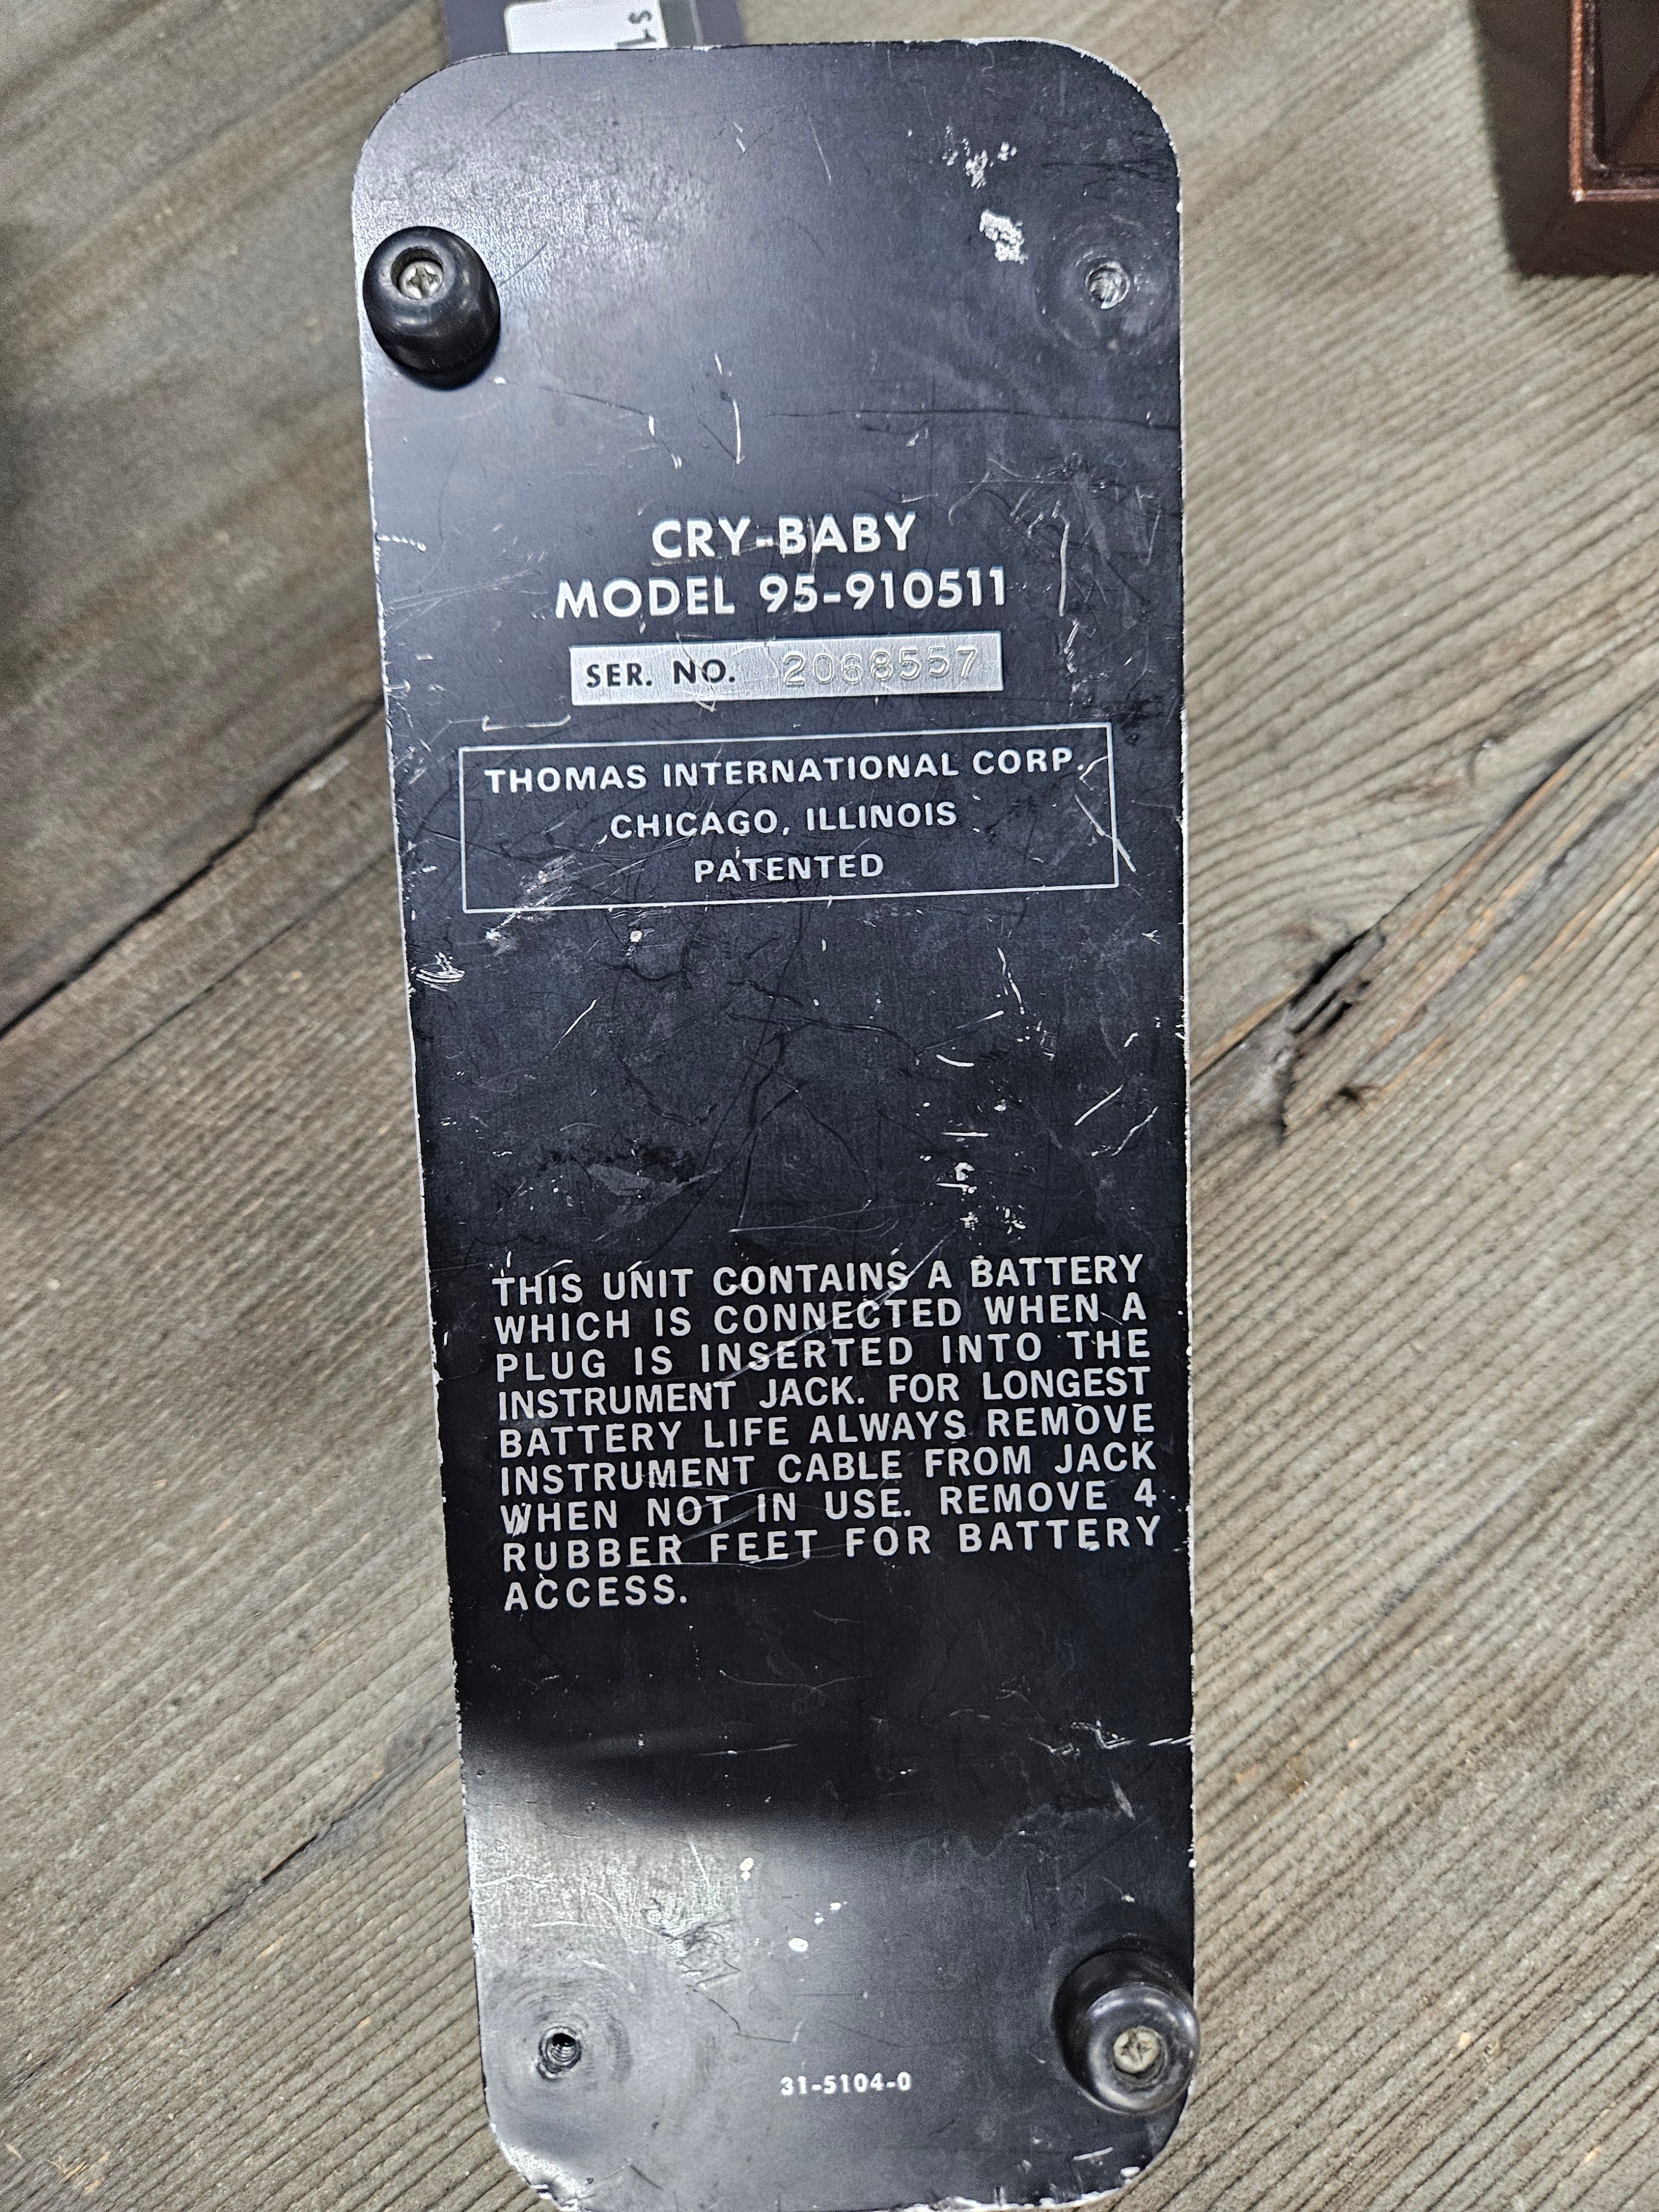 CRY-BABY
MODEL 95-910511
SER. NO. 2068557
THOMAS INTERNATIONAL CORP.
CHICAGO, ILLINOIS
PATENTED
THIS UNIT CONTAINS A BATTERY
WHICH IS CONNECTED WHEN A
PLUG IS INSERTED INTO THE
INSTRUMENT JACK. FOR LONGEST
BATTERY LIFE ALWAYS REMOVE
INSTRUMENT CABLE FROM JACK
WHEN NOT IN USE. REMOVE 4
RUBBER FEET FOR BATTERY
ACCESS.
31-5104-0